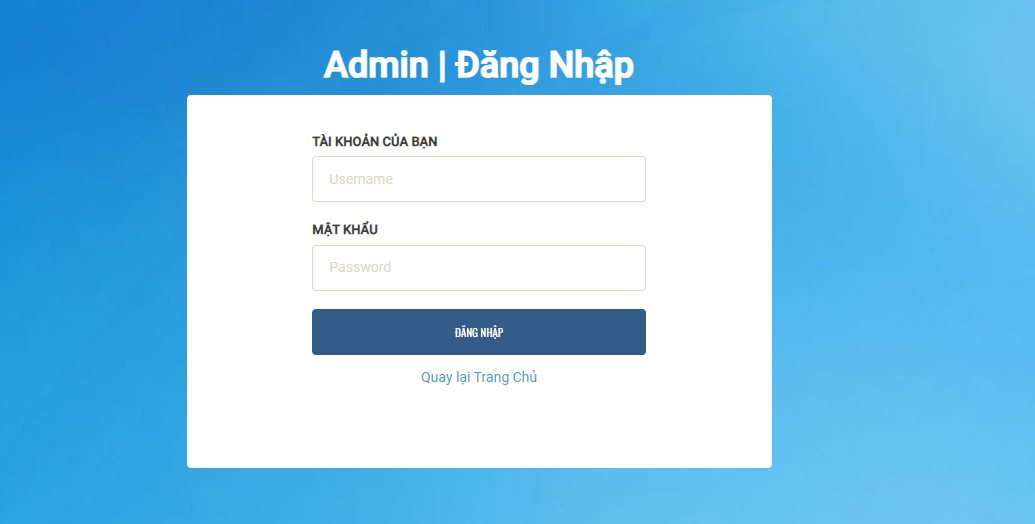 Admin | Đăng Nhập
TÀI KHOẢN CỦA BẠN
Username
MẬT KHẨU
Password
ĐĂNG NHẬP
Quay lại Trang Chủ